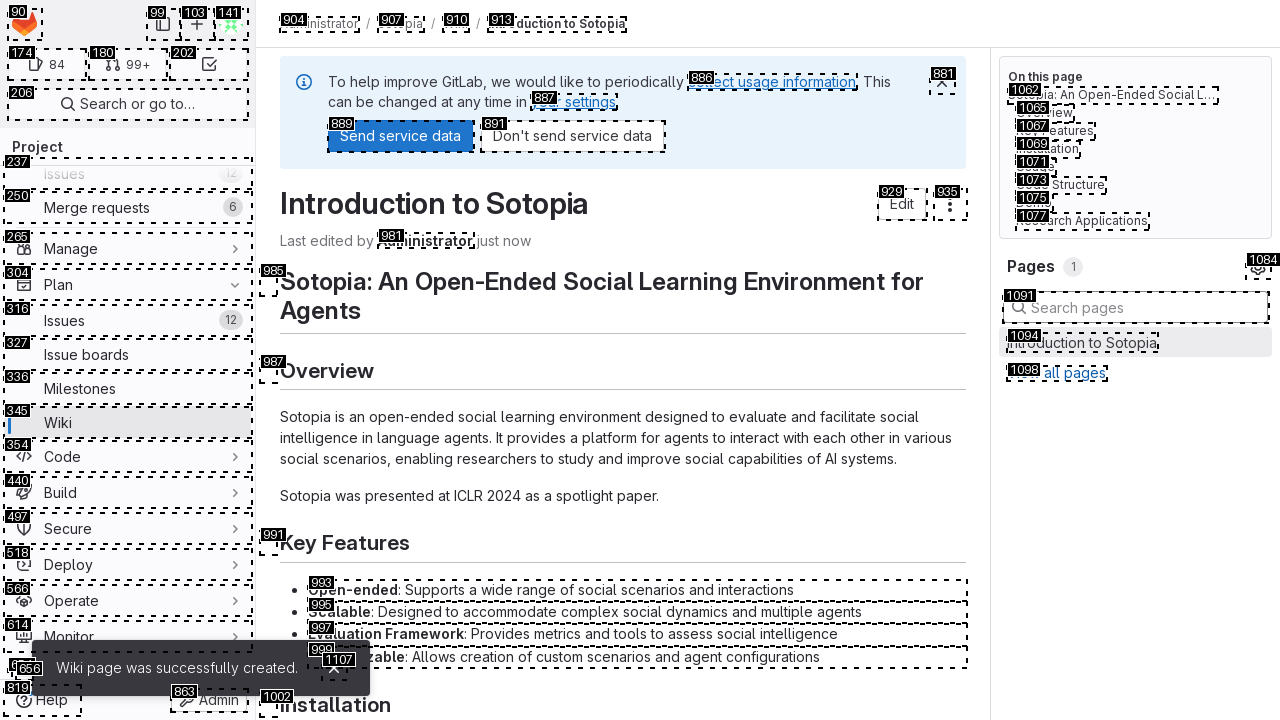 90
99
103
141
174
84
180
99+
202
206
Search or go to…
Project
237
Issues
12
250
Merge requests
6
265
Manage
304
Plan
316
Issues
12
327
Issue boards
336
Milestones
345
Wiki
354
Code
440
Build
497
Secure
518
Deploy
566
Operate
614
Monitor
656
Wiki page was successfully created.
1107
819
Help
863
Admin
904
Administrator
/
907
Sotopia
/
910
/
913
Introduction to Sotopia
To help improve GitLab, we would like to periodically
886
collect usage information
. This
881
can be changed at any time in
887
your settings
889
Send service data
891
Don't send service data
Introduction to Sotopia
929
Edit
935
Last edited by
981
Administrator
just now
985
Sotopia: An Open-Ended Social Learning Environment for
Agents
987
Overview
Sotopia is an open-ended social learning environment designed to evaluate and facilitate social
intelligence in language agents. It provides a platform for agents to interact with each other in various
social scenarios, enabling researchers to study and improve social capabilities of AI systems.
Sotopia was presented at ICLR 2024 as a spotlight paper.
991
Key Features
993
Open-ended: Supports a wide range of social scenarios and interactions
995
Scalable: Designed to accommodate complex social dynamics and multiple agents
997
Evaluation Framework: Provides metrics and tools to assess social intelligence
999
: Allows creation of custom scenarios and agent configurations
1002
Installation
On this page
1062
Sotopia: An Open-Ended Social L…
1065
Overview
1067
Key Features
1069
Installation
1071
Usage
1073
Code Structure
1075
1077
Research Applications
Pages
1
1084
1091
Search pages
1094
Introduction to Sotopia
1098
all pages